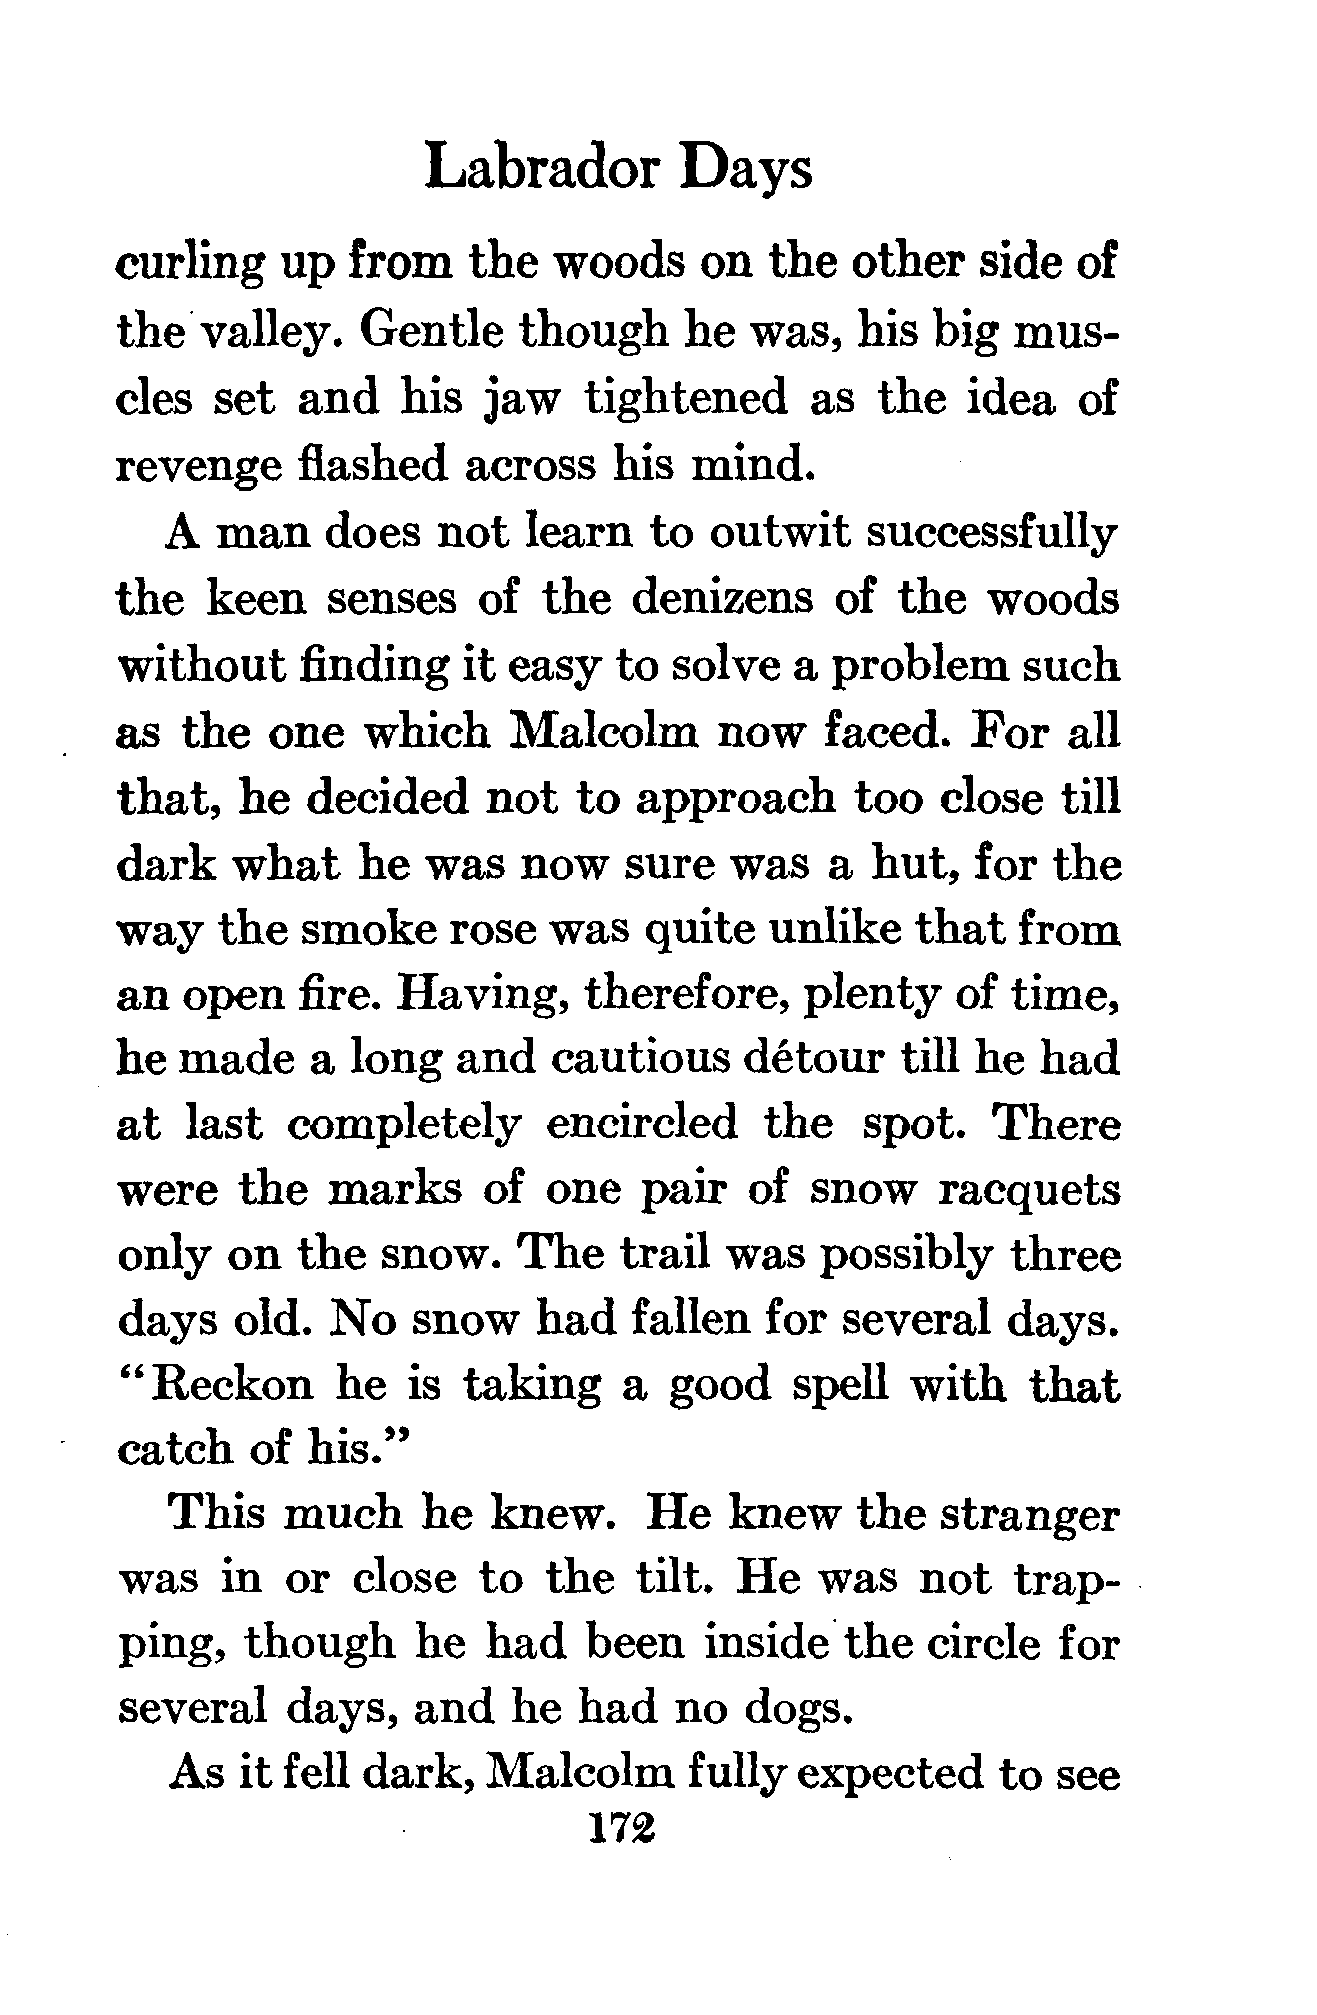 Labrador Days
curling up from the woods on the other side of
the valley. Gentle though he was, his big mus-
cles set and his jaw tightened as the idea of
revenge flashed across his mind.
A man does not learn to outwit successfully
the keen senses of the denizens of the woods
without finding it easy to solve a problem such
as the one which Malcolm now faced. For all
that, he decided not to approach too close till
dark what he was now sure was a hut, for the
way the smoke rose was quite unlike that from
an open fire. Having, therefore, plenty of time,
he made a long and cautious détour till he had
at last completely encircled the spot. There
were the marks of one pair of snow racquets
only on the snow. The trail was possibly three
days old. No snow had fallen for several days.
“Reckon he is taking a good spell with that
catch of his.”
This much he knew. He knew the stranger
was in or close to the tilt. He was not trap-
ping, though he had been inside the circle for
several days, and he had no dogs.
As it fell dark, Malcolm fully expected to see
172